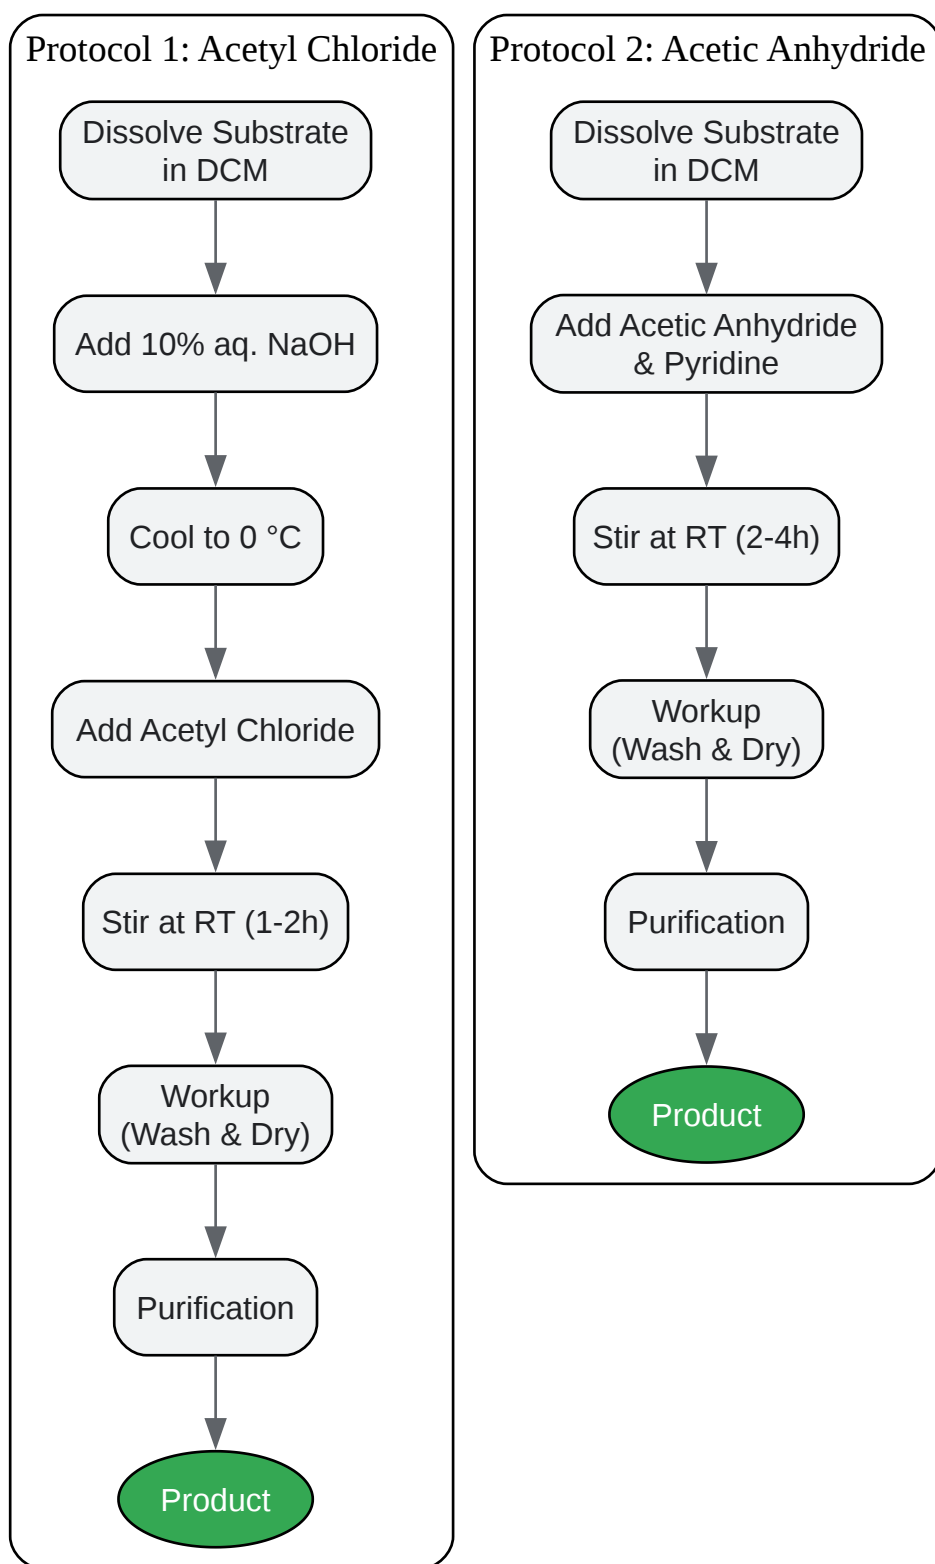 Protocol 1: Acetyl Chloride
Dissolve Substrate
in DCM
Add 10% aq. NaOH
Cool to 0 °C
Add Acetyl Chloride
Stir at RT (1-2h)
Workup
(Wash & Dry)
Purification
Product
Protocol 2: Acetic Anhydride
Dissolve Substrate
in DCM
Add Acetic Anhydride
& Pyridine
Stir at RT (2-4h)
Workup
(Wash & Dry)
Purification
Product